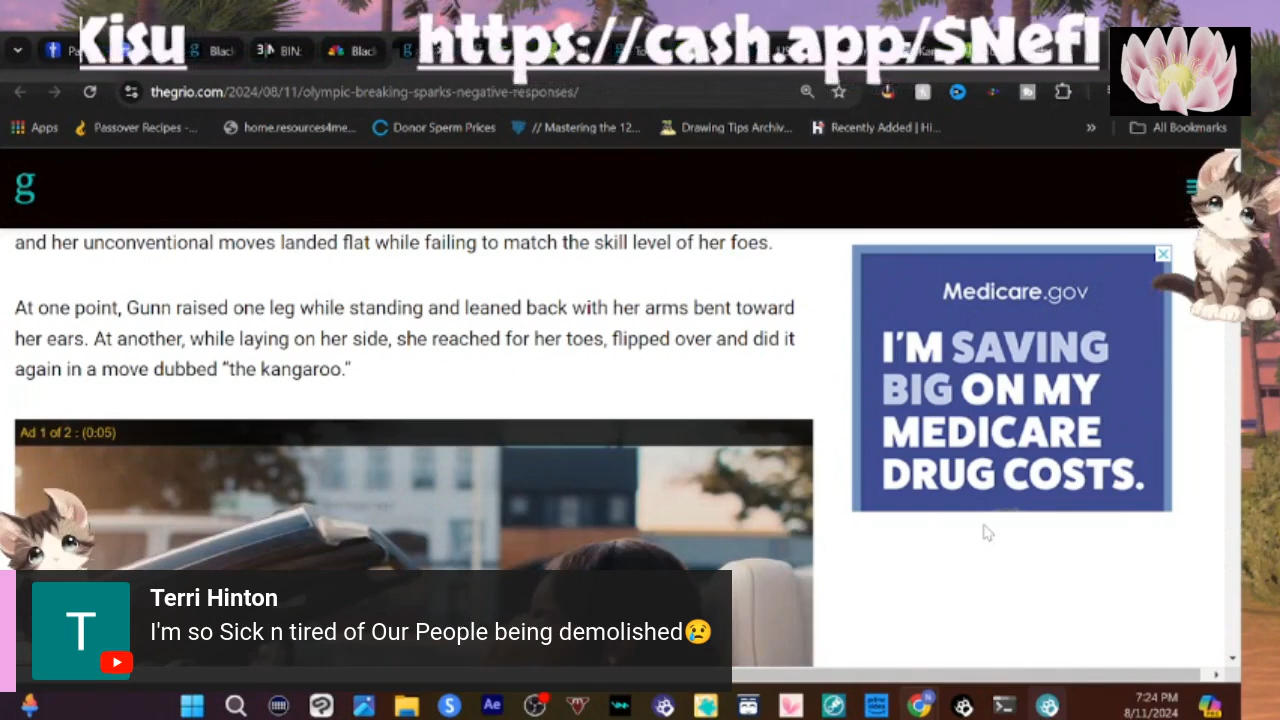 Kisu
https://cash.app/$Nefl
Blac
BIN:
Blac
thegrio.com/2024/08/11/olympic-breaking-sparks-negative-responses/
Apps
Passover Recipes -...
home.resources4me...
Donor Sperm Prices
// Mastering the 12...
Drawing Tips Archiv...
Recently Added | Hi...
»
All Bookmarks
g
and her unconventional moves landed flat while failing to match the skill level of her foes.
At one point, Gunn raised one leg while standing and leaned back with her arms bent toward
her ears. At another, while laying on her side, she reached for her toes, flipped over and did it
again in a move dubbed “the kangaroo.”
Medicare.gov
I'M SAVING
BIG ON MY
MEDICARE
DRUG COSTS.
Ad 1 of 2 : (0:05)
T
Terri Hinton
I'm so Sick n tired of Our People being demolished😢
Ae
7:24 PM
8/11/2024